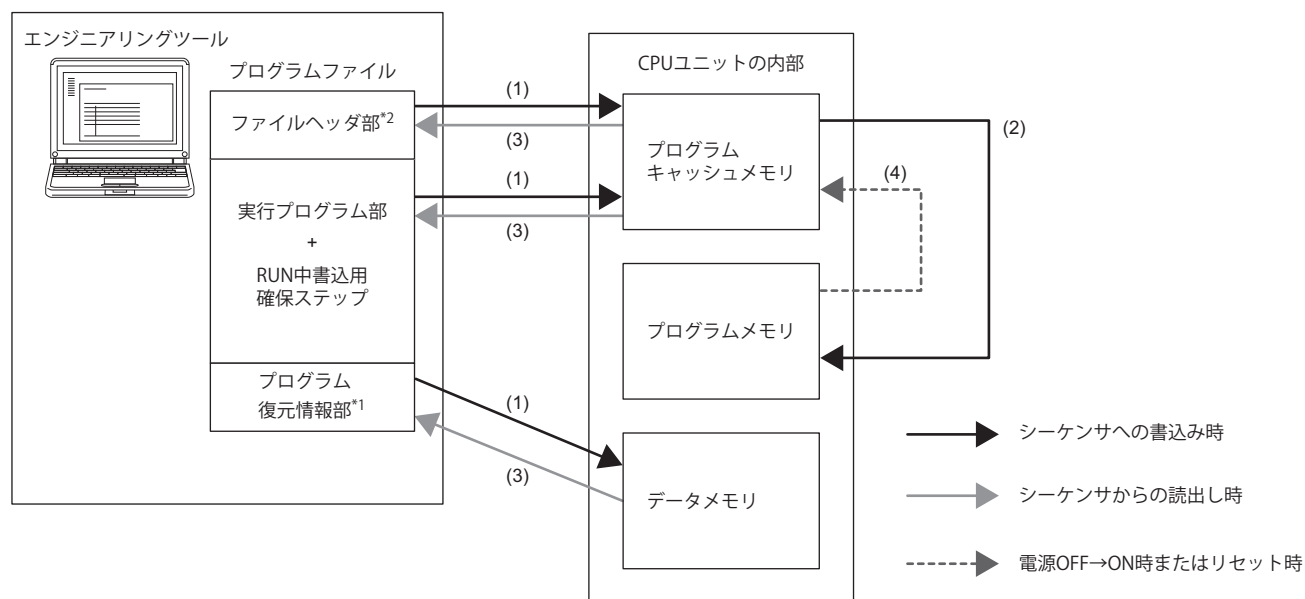 エンジニアリングツール
プログラムファイル
ファイルヘッダ部*2
実行プログラム部
+
RUN中書込用
確保ステップ
プログラム
復元情報部*1
(1)
(3)
(1)
(3)
(1)
(3)
CPUユニットの内部
プログラム
キャッシュメモリ
プログラムメモリ
データメモリ
(2)
(4)
シーケンサへの書込み時
シーケンサからの読出し時
電源OFF→ON時またはリセット時